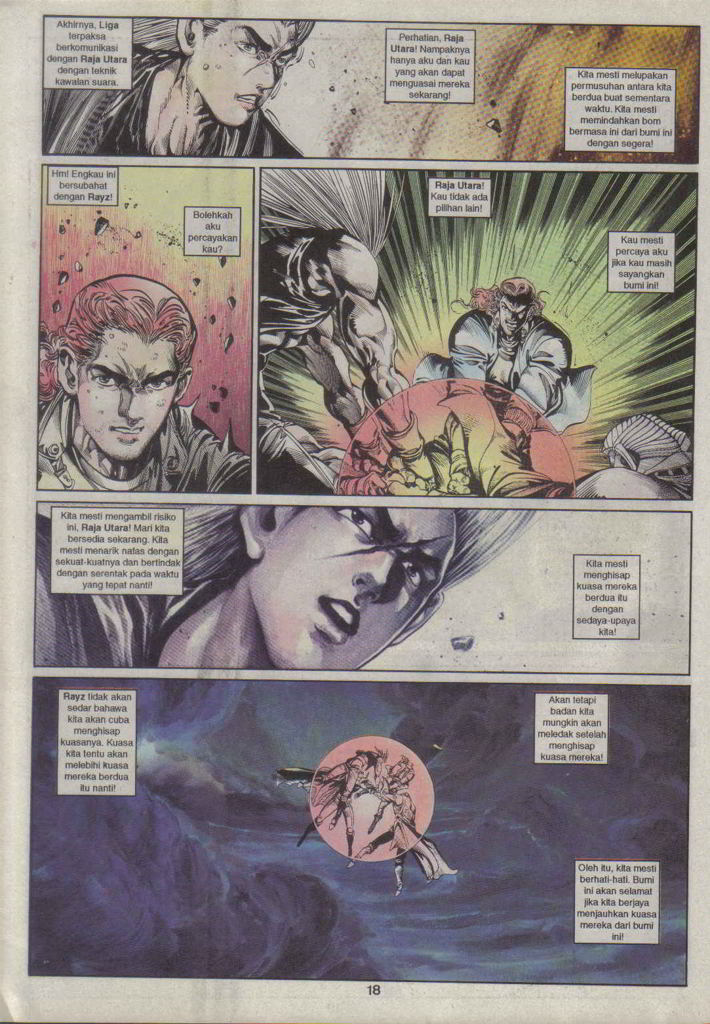 Akhirnya, Liga
terpaksa
berkomunikasi
dengan Raja Utara
dengan teknik
kawalan suara.
Perhatian, Raja
Utara! Nampaknya
hanya aku dan kau
yang akan dapat
menguasai mereka
sekarang!
Kita mesti melupakan
permusuhan antara kita
berdua buat sementara
waktu. Kita mesti
memindahkan bom
bermasa ini dari bumi ini
dengan segera!
Hm! Engkau ini
bersubahat
dengan Rayz!
Bolehkah
aku
percayakan
kau?
Raja Utara!
Kau tidak ada
pilihan lain!
Kau mesti
percaya aku
jika kau masih
sayangkan
bumi ini!
Kita mesti mengambil risiko
ini, Raja Utara! Mari kita
bersedia sekarang. Kita
mesti menarik nafas dengan
sekuat-kuatnya dan bertindak
dengan serentak pada waktu
yang tepat nanti!
Kita mesti
menghisap
kuasa mereka
berdua itu
dengan
sedaya-upaya
kita!
Rayz tidak akan
sedar bahawa
kita akan cuba
menghisap
kuasanya. Kuasa
kita tentu akan
melebihi kuasa
mereka berdua
itu nanti!
Akan tetapi
badan kita
mungkin akan
meledak setelah
menghisap
kuasa mereka!
Oleh itu, kita mesti
berhati-hati. Bumi
ini akan selamat
jika kita berjaya
menjauhkan kuasa
mereka dari bumi
ini!
18